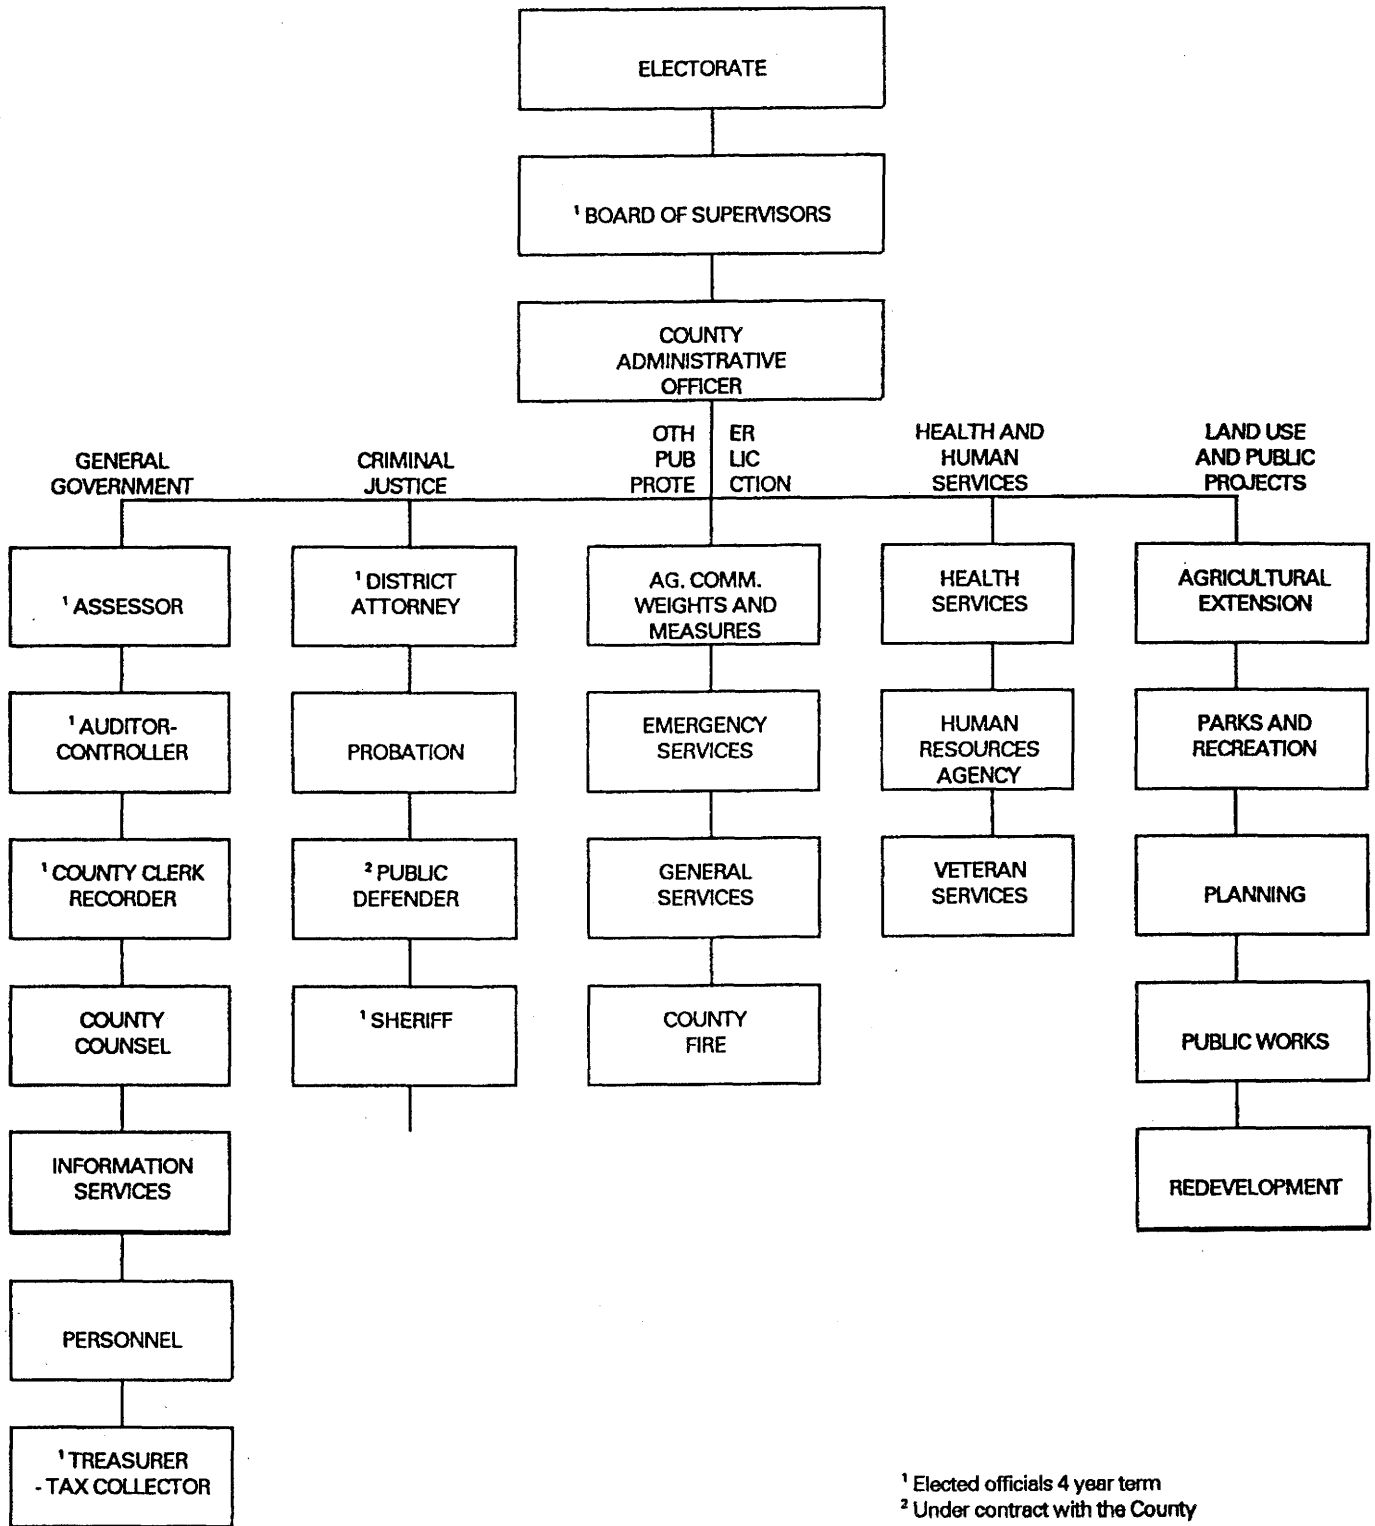 ELECTORATE
¹ BOARD OF SUPERVISORS
COUNTY
ADMINISTRATIVE
OFFICER
GENERAL
GOVERNMENT
CRIMINAL
JUSTICE
OTH ER
PUB LIC
PROTE CTION
HEALTH AND
HUMAN
SERVICES
LAND USE
AND PUBLIC
PROJECTS
¹ ASSESSOR
¹ AUDITOR-
CONTROLLER
¹ COUNTY CLERK
RECORDER
COUNTY
COUNSEL
INFORMATION
SERVICES
PERSONNEL
¹ TREASURER
- TAX COLLECTOR
¹ DISTRICT
ATTORNEY
PROBATION
² PUBLIC
DEFENDER
¹ SHERIFF
AG. COMM.
WEIGHTS AND
MEASURES
EMERGENCY
SERVICES
GENERAL
SERVICES
COUNTY
FIRE
HEALTH
SERVICES
HUMAN
RESOURCES
AGENCY
VETERAN
SERVICES
AGRICULTURAL
EXTENSION
PARKS AND
RECREATION
PLANNING
PUBLIC WORKS
REDEVELOPMENT
¹ Elected officials 4 year term
² Under contract with the County